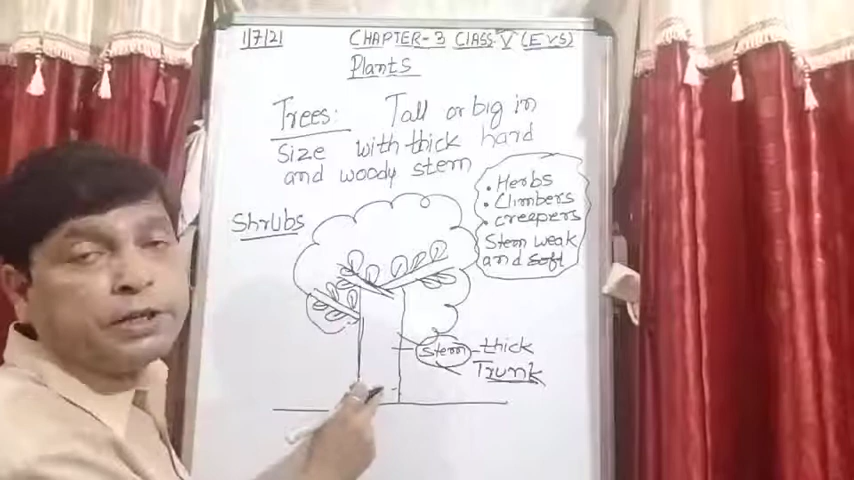 1/7/21
CHAPTER-3 CLASS-V (EVS)
Plants
Trees: Tall or big in
Size with thick hard
and woody stem
• Herbs
• Climbers
• creepers
Stem weak
and soft
Shrubs
Stem - thick
Trunk